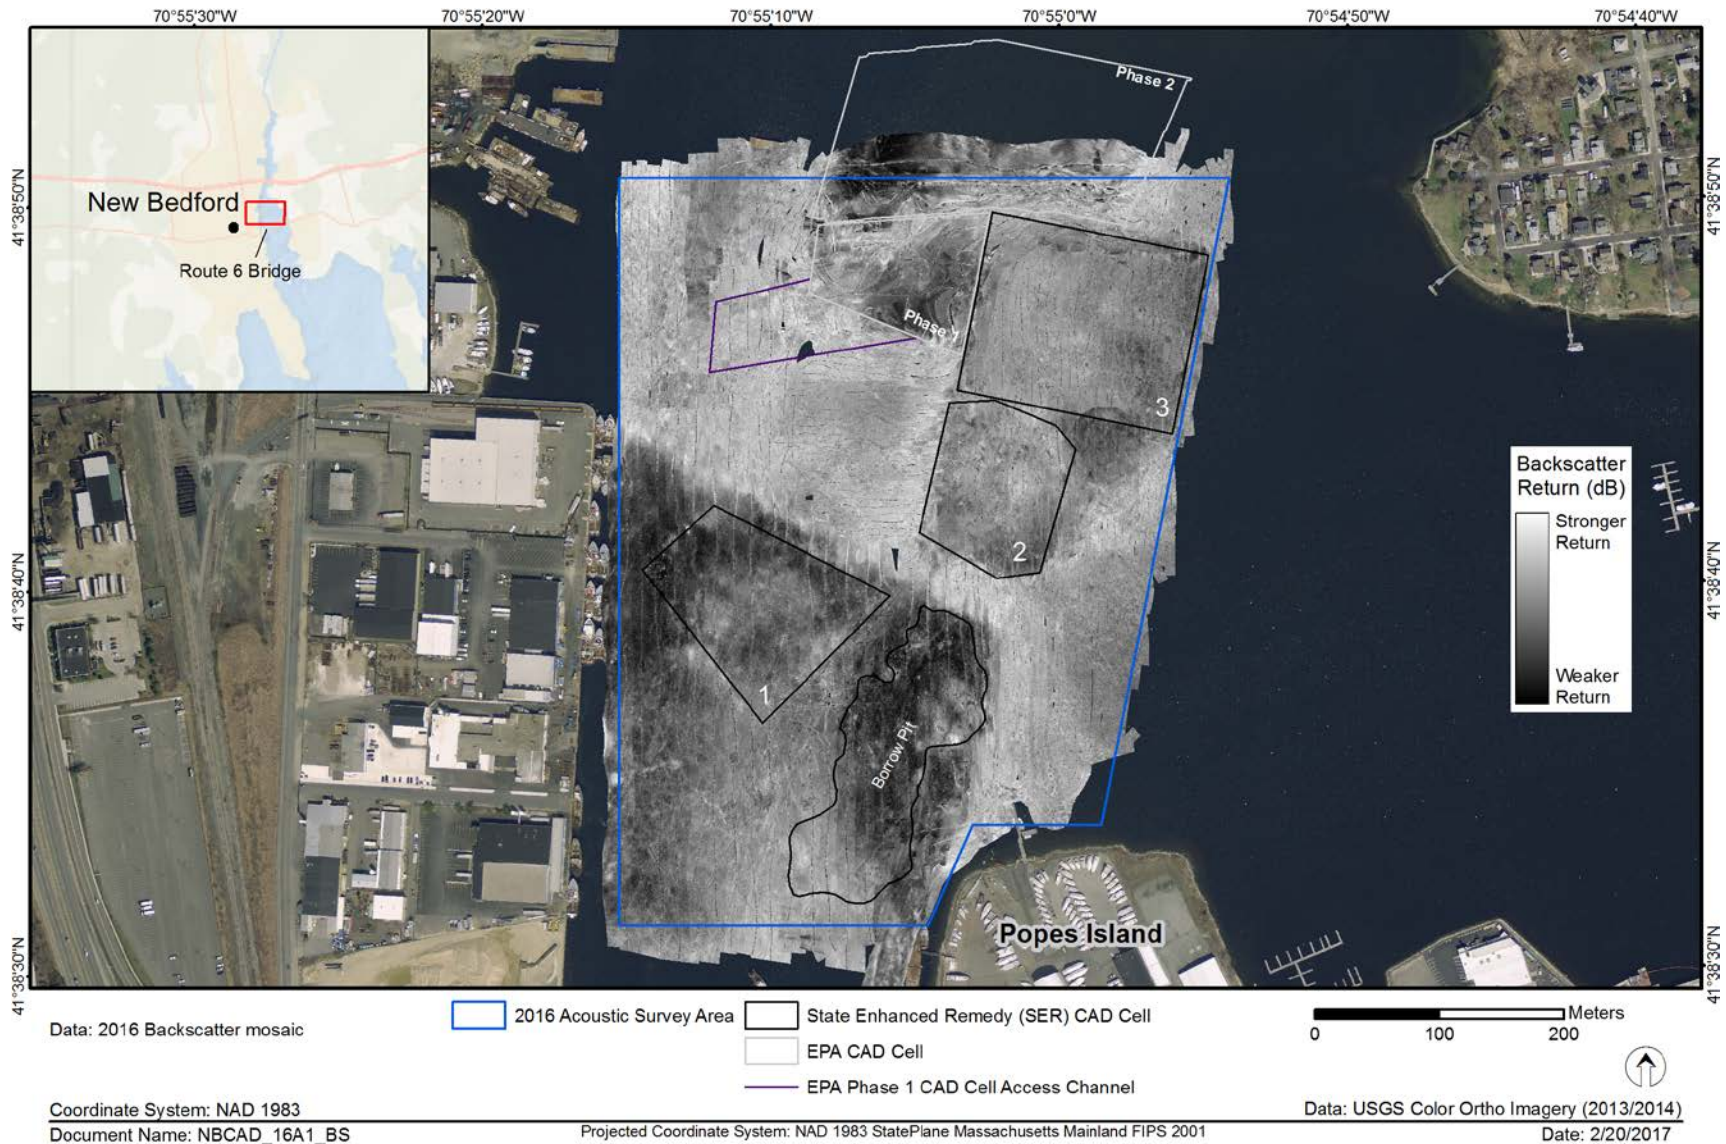 70°55'30"W 70°55'20"W 70°55'10"W 70°55'0"W 70°54'50"W 70°54'40"W
41°38'50"N
41°38'40"N
41°38'30"N
41°38'50"N
41°38'40"N
41°38'30"N
New Bedford
Route 6 Bridge
Phase 2
Phase 1
3
2
1
Borrow Pit
Popes Island
Backscatter
Return (dB)
Stronger
Return
Weaker
Return
Data: 2016 Backscatter mosaic
2016 Acoustic Survey Area
State Enhanced Remedy (SER) CAD Cell
EPA CAD Cell
EPA Phase 1 CAD Cell Access Channel
Meters
0 100 200
Coordinate System: NAD 1983
Data: USGS Color Ortho Imagery (2013/2014)
Document Name: NBCAD_16A1_BS
Projected Coordinate System: NAD 1983 StatePlane Massachusetts Mainland FIPS 2001
Date: 2/20/2017